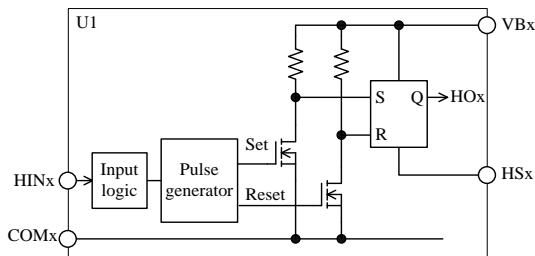 U1
VBx
S
Q
HOx
R
Set
HINx
Input
logic
Pulse
generator
HSx
Reset
COMx